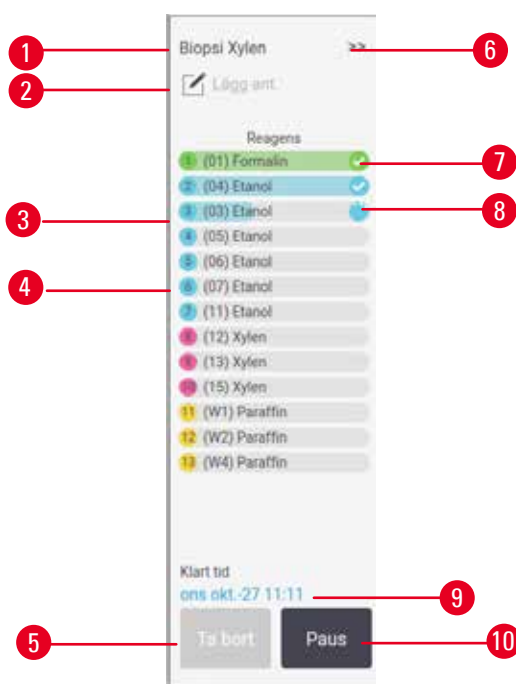 1 Biopsi Xylen >> 6
2 Lägg ant.
Reagens
1 (01) Formalin 7
2 (04) Etanol
3 3 (03) Etanol 8
4 (05) Etanol
5 (06) Etanol
4 6 (07) Etanol
7 (11) Etanol
8 (12) Xylen
9 (13) Xylen
10 (15) Xylen
11 (W1) Paraffin
12 (W2) Paraffin
13 (W4) Paraffin
Klart tid
ons okt.-27 11:11 9
5 Ta bort Paus 10